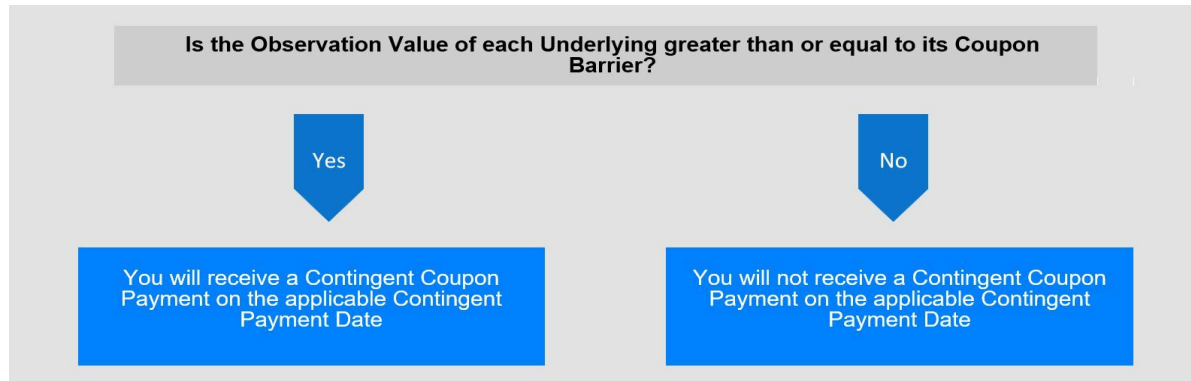 Is the Observation Value of each Underlying greater than or equal to its Coupon
Barrier?
Yes
No
You will receive a Contingent Coupon
Payment on the applicable Contingent
Payment Date
You will not receive a Contingent Coupon
Payment on the applicable Contingent
Payment Date